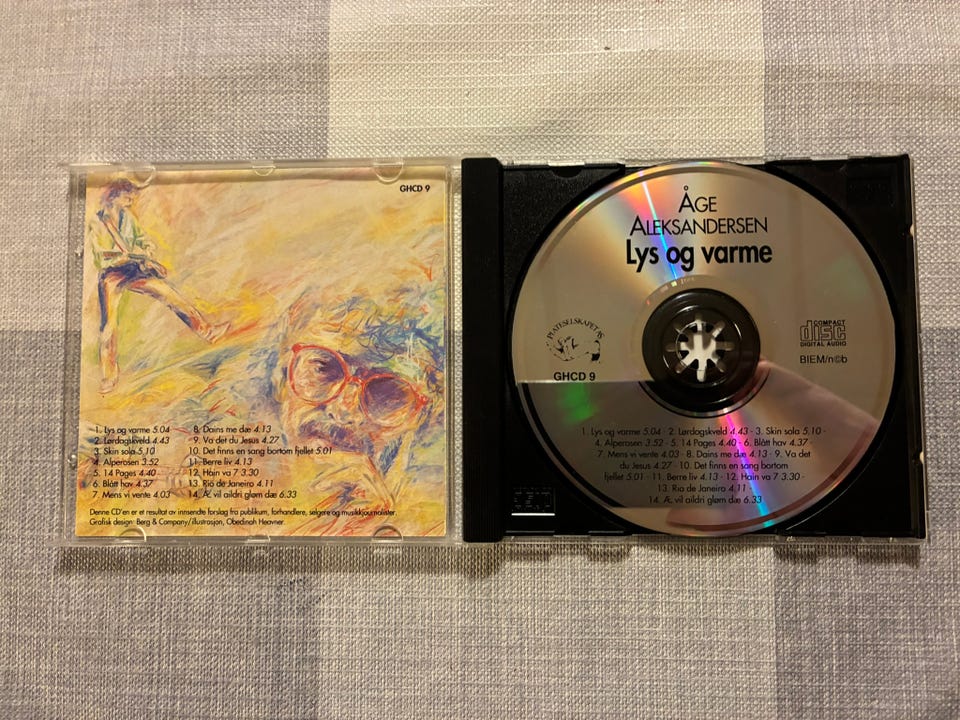 GHCD 9
1. Lys og varme 5.04
2. Lørdagskveld 4.43
3. Skin sola 5.10
4. Alperosen 3.52
5. 14 Pages 4.40
6. Blått hav 4.37
7. Mens vi vente 4.03
8. Dains me dæ 4.13
9. Va det du Jesus 4.27
10. Det finns en sang bortom fjellet 5.01
11. Berre liv 4.13
12. Hain va 7 3.30
13. Rio de Janeiro 4.11
14. Æ vil aildri gløm dæ 6.33
Denne CD'en er et resultat av innsendte forslag fra publikum, forhandlere, selgere og musikkjournalister.
Grafisk design: Berg & Company/illustrasjon, Obedinah Heavner.
ÅGE
ALEKSANDERSEN
Lys og varme
PLATESELSKAPET AS
GHCD 9
COMPACT
disc
DIGITAL AUDIO
BIEM/n©b
1. Lys og varme 5.04 · 2. Lørdagskveld 4.43 · 3. Skin sola 5.10 ·
4. Alperosen 3.52 · 5. 14 Pages 4.40 · 6. Blått hav 4.37 ·
7. Mens vi vente 4.03 · 8. Dains me dæ 4.13 · 9. Va det
du Jesus 4.27 · 10. Det finns en sang bortom
fjellet 5.01 · 11. Berre liv 4.13 · 12. Hain va 7 3.30 ·
13. Rio de Janeiro 4.11 ·
14. Æ vil aildri gløm dæ 6.33